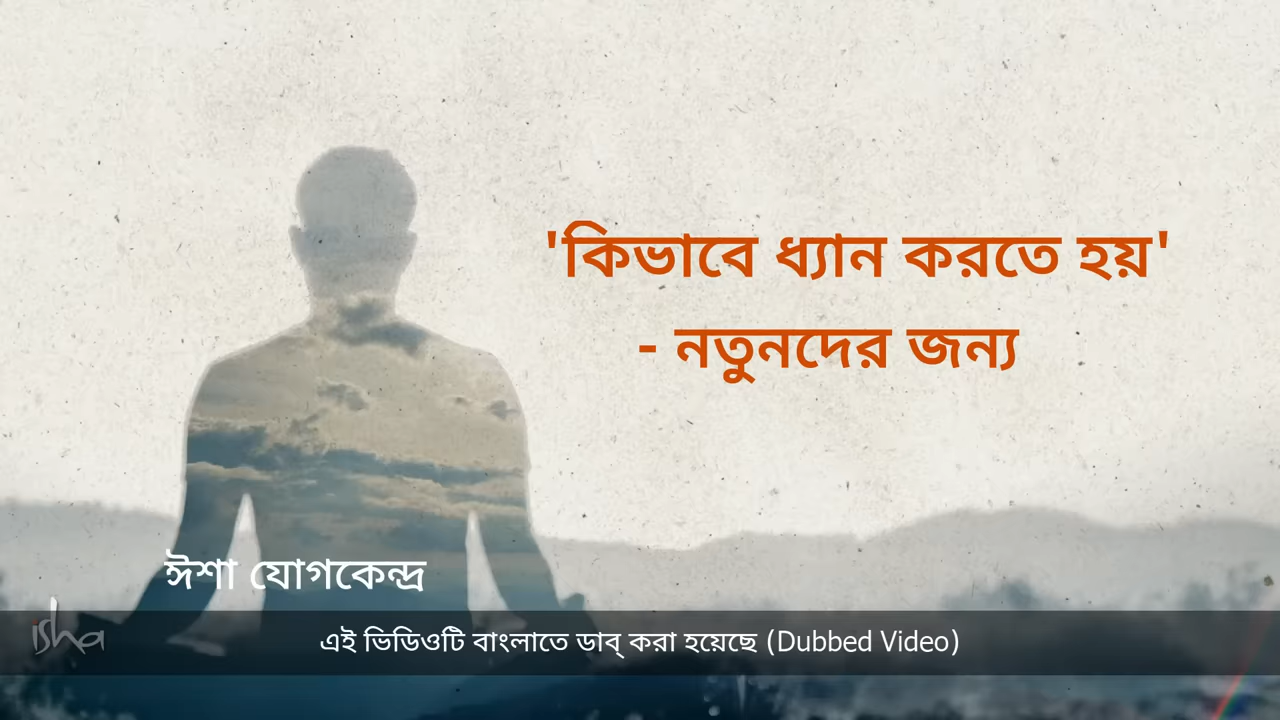 'কিভাবে ধ্যান করতে হয়'
- নতুনদের জন্য
ঈশা যোগকেন্দ্র
isha
এই ভিডিওটি বাংলাতে ডাব্ করা হয়েছে (Dubbed Video)